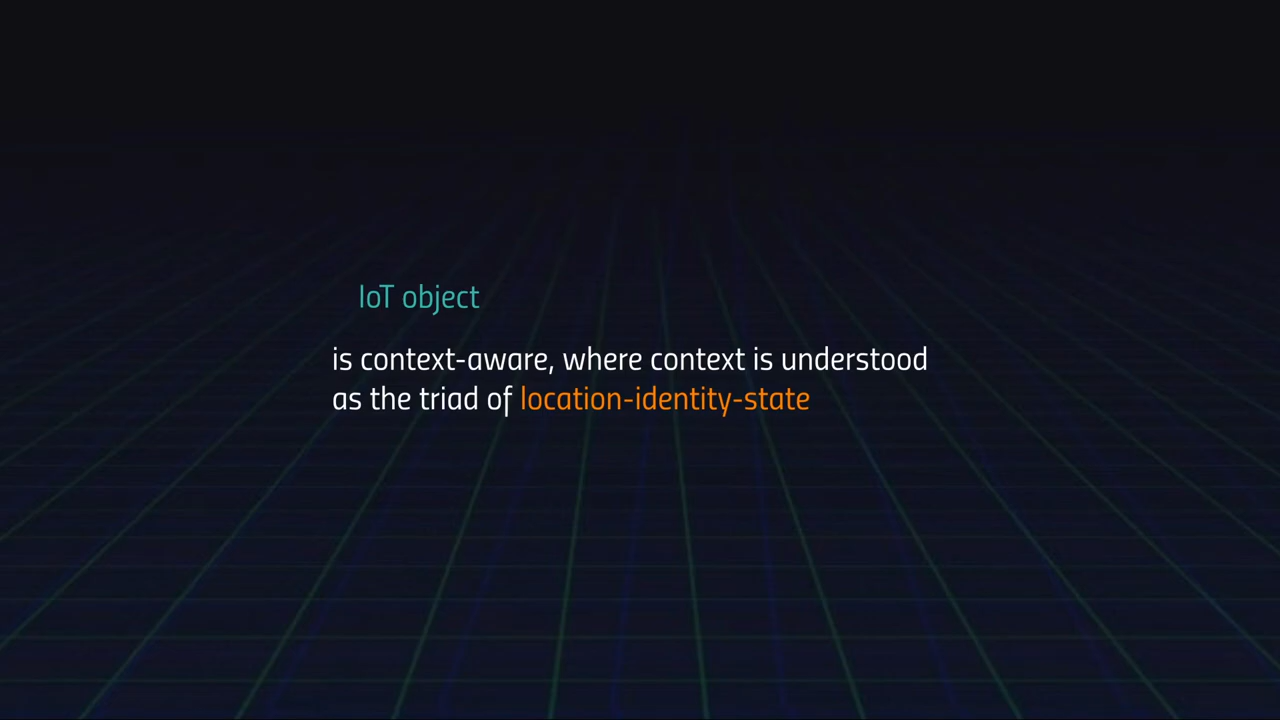 IoT object
is context-aware, where context is understood
as the triad of location-identity-state